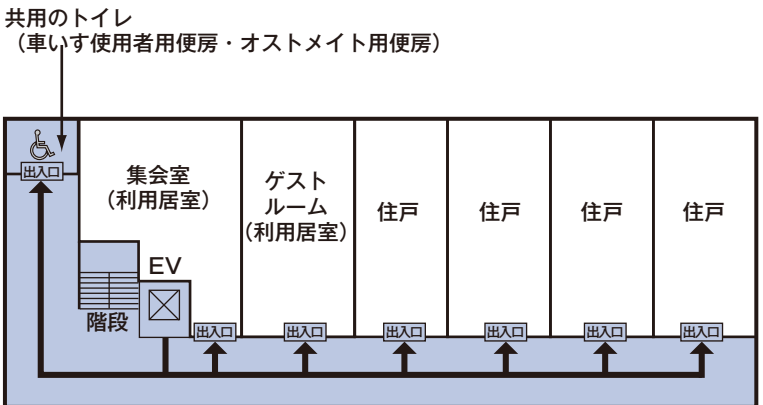 共用のトイレ
（車いす使用者用便房・オストメイト用便房）
出入口
集会室
（利用居室）
ゲスト
ルーム
（利用居室）
住戸
住戸
住戸
住戸
EV
階段
出入口
出入口
出入口
出入口
出入口
出入口